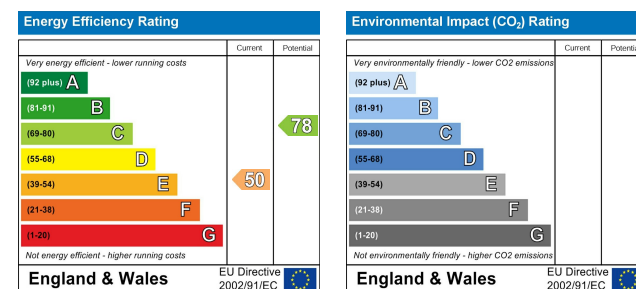 Energy Efficiency Rating
Current Potential
Very energy efficient - lower running costs
(92 plus) A
(81-91) B
(69-80) C
78
(55-68) D
(39-54) E
50
(21-38) F
(1-20) G
Not energy efficient - higher running costs
England & Wales
EU Directive
2002/91/EC
Environmental Impact (CO₂) Rating
Current Potential
Very environmentally friendly - lower CO2 emissions
(92 plus) A
(81-91) B
(69-80) C
(55-68) D
(39-54) E
(21-38) F
(1-20) G
Not environmentally friendly - higher CO2 emissions
England & Wales
EU Directive
2002/91/EC